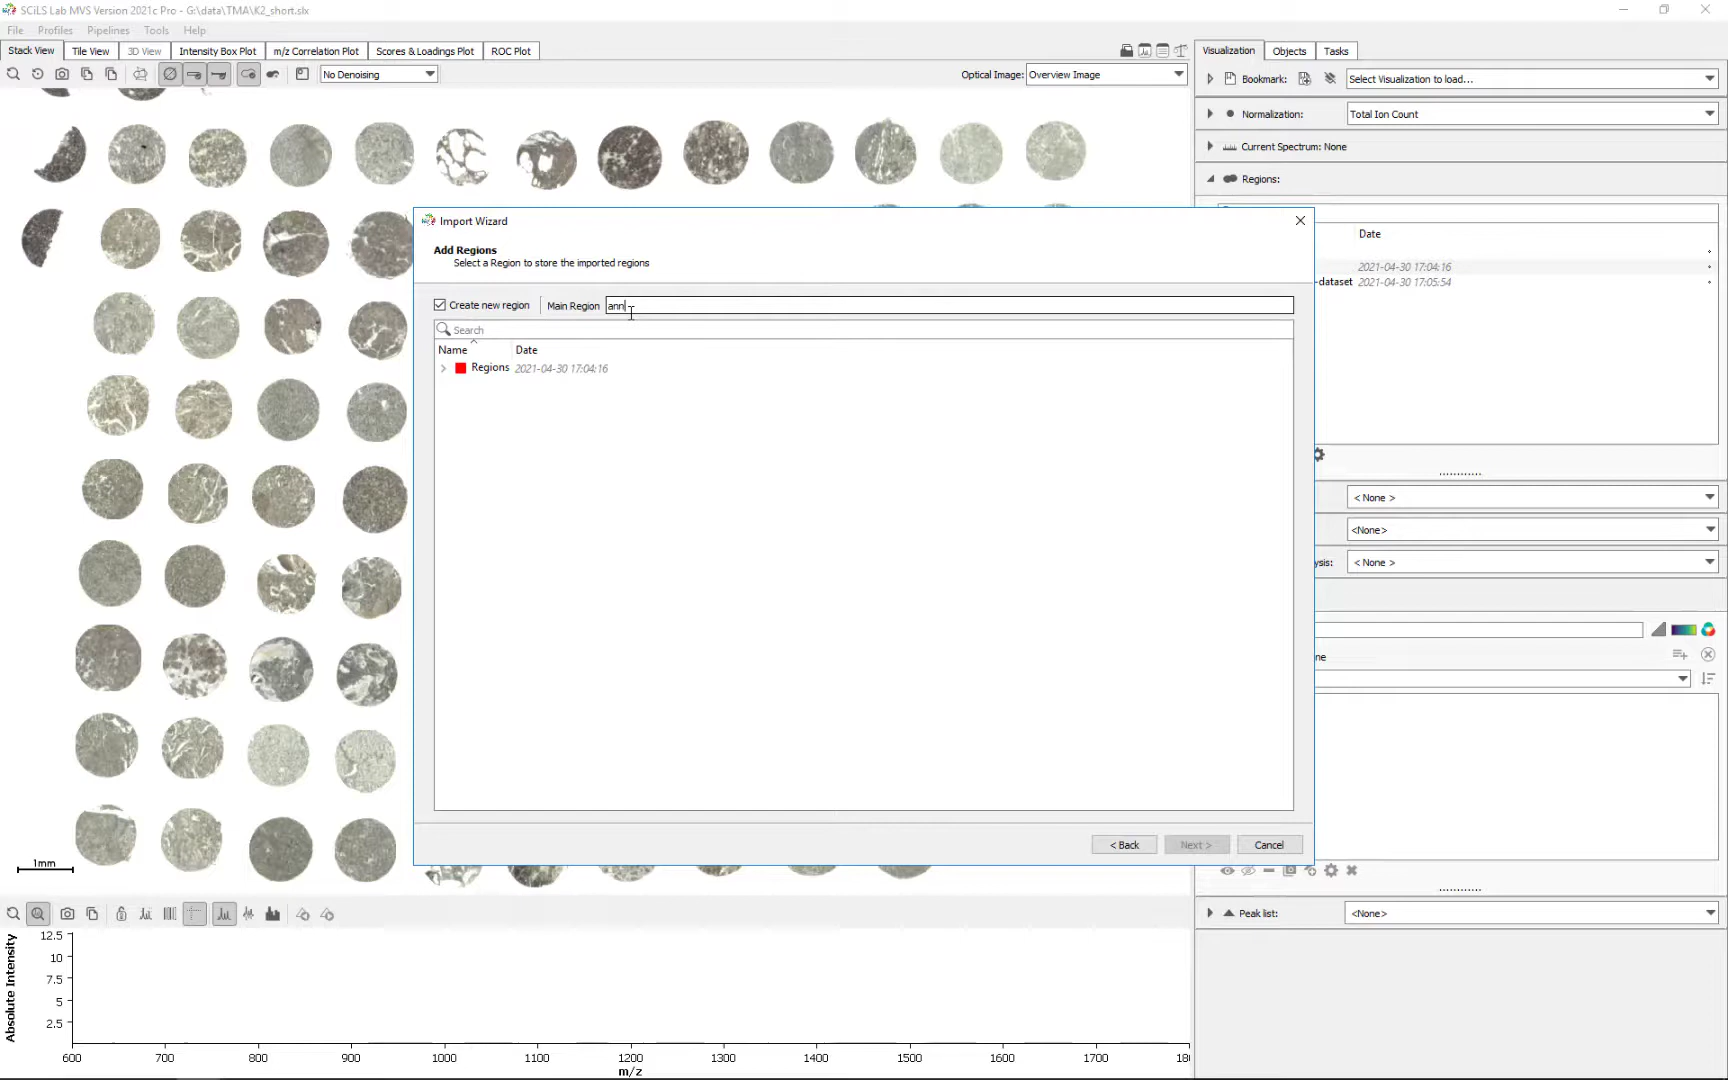 SCiLS Lab MVS Version 2021c Pro - G:\data\TMA\K2_short.slx
File Profiles Pipelines Tools Help
Stack View Tile View 3D View Intensity Box Plot m/z Correlation Plot Scores & Loadings Plot ROC Plot
No Denoising
Optical Image: Overview Image
1mm
Visualization Objects Tasks
Bookmark: Select Visualization to load...
Normalization: Total Ion Count
Current Spectrum: None
Regions:
Date
2021-04-30 17:04:16
-dataset 2021-04-30 17:05:54
< None >
<None>
ysis: < None >
ne
Peak list: <None>
Import Wizard
Add Regions
Select a Region to store the imported regions
Create new region Main Region ann
Search
Name Date
Regions 2021-04-30 17:04:16
< Back Next > Cancel
Absolute Intensity
12.5
10
7.5
5
2.5
600 700 800 900 1000 1100 1200 1300 1400 1500 1600 1700 180
m/z